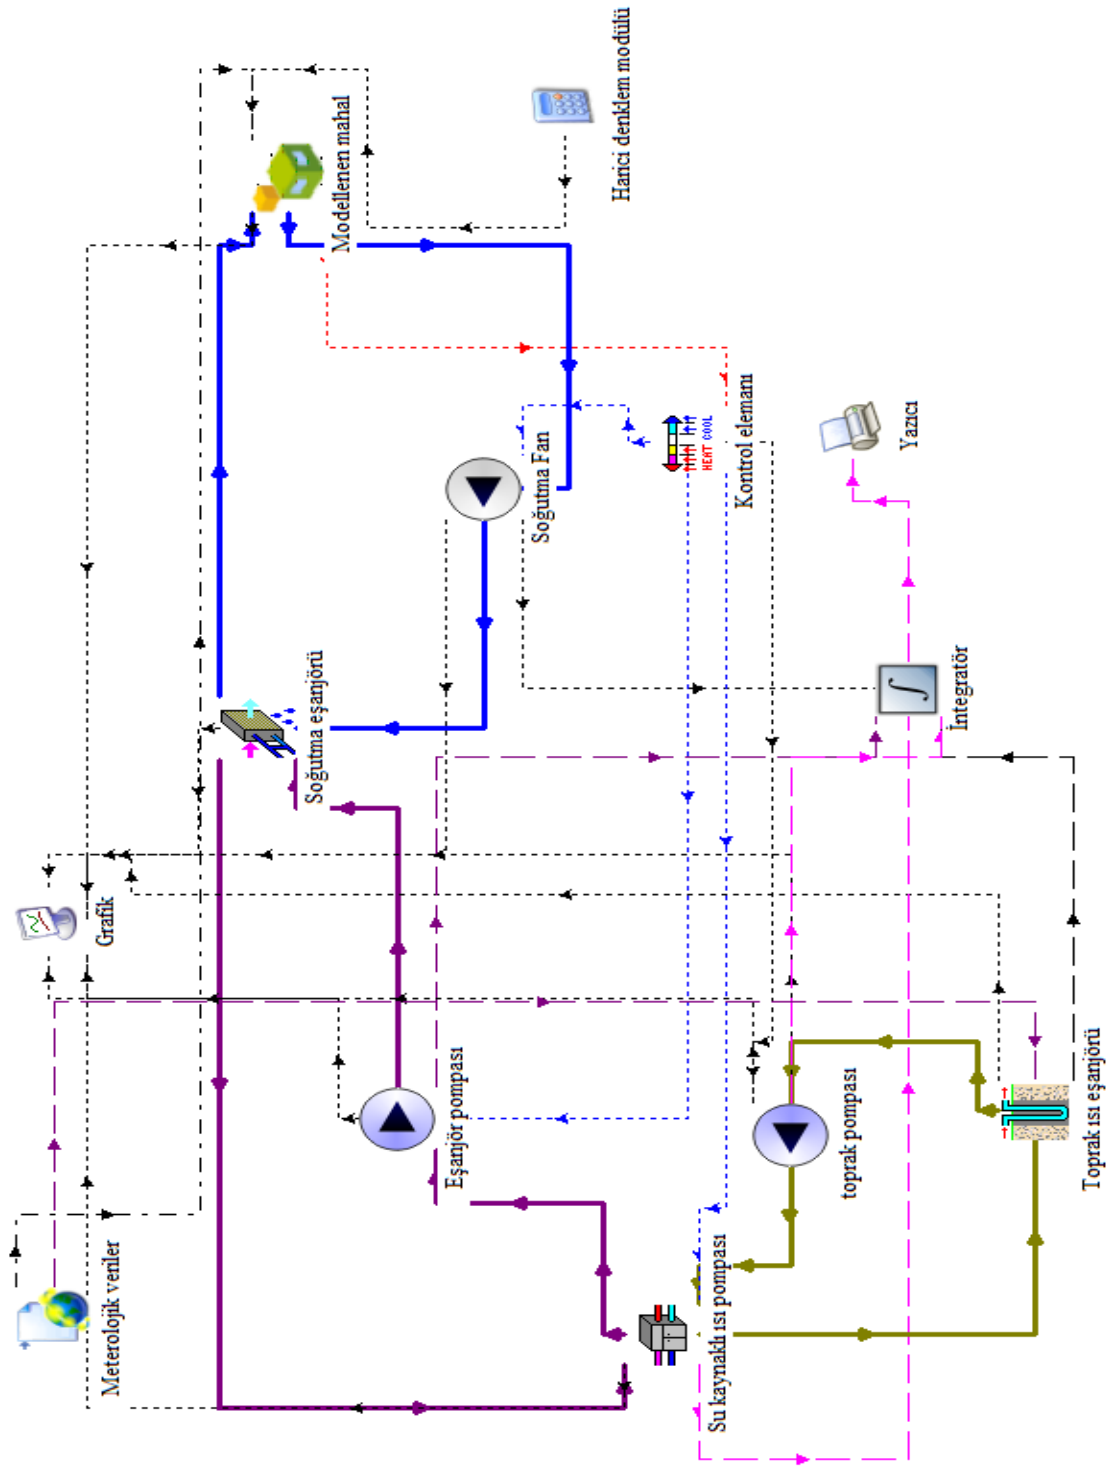 Meterolojik veriler
Grafik
Soğutma eşanjörü
Modellenen mahal
Harici denklem modülü
Eşanjör pompası
Soğutma Fan
HEAT COOL
Kontrol elemanı
Su kaynaklı ısı pompası
toprak pompası
İntegratör
Yazıcı
Toprak ısı eşanjörü